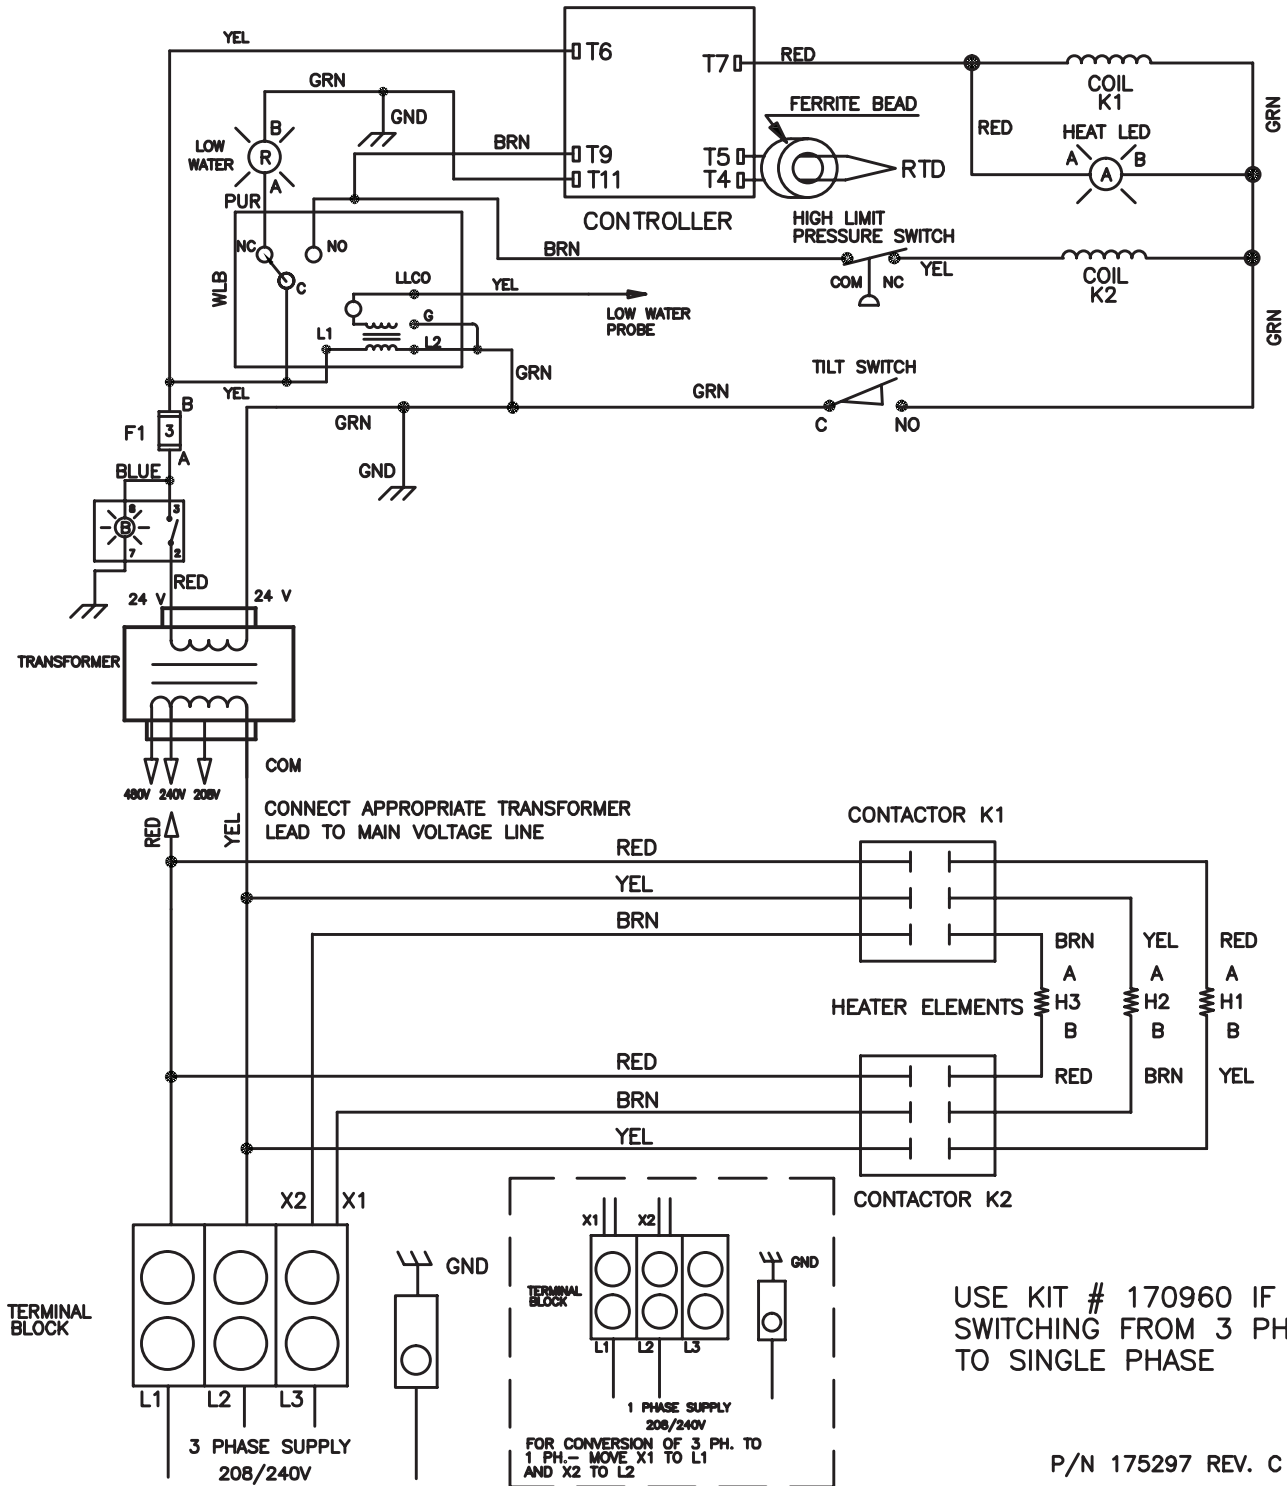 YEL
T6
T7
RED
GRN
COIL
K1
GRN
B
GND
FERRITE BEAD
RED
HEAT LED
LOW
WATER
R
BRN
T9
T5
A
B
A
T11
T4
RTD
A
PUR
CONTROLLER
HIGH LIMIT
PRESSURE SWITCH
NC
NO
BRN
YEL
COM
NC
COIL
K2
C
WLB
LLCO
YEL
LOW WATER
PROBE
G
L1
L2
GRN
GRN
TILT SWITCH
YEL
GRN
B
GRN
C
NO
F1
3
A
GND
BLUE
8
3
B
7
2
RED
24 V
24 V
TRANSFORMER
COM
480V
240V
208V
CONNECT APPROPRIATE TRANSFORMER
LEAD TO MAIN VOLTAGE LINE
RED
YEL
CONTACTOR K1
RED
YEL
BRN
BRN
YEL
RED
A
A
A
HEATER ELEMENTS
H3
H2
H1
B
B
B
RED
RED
BRN
YEL
BRN
YEL
CONTACTOR K2
X2
X1
GND
TERMINAL
BLOCK
L1
L2
L3
3 PHASE SUPPLY
208/240V
X1
X2
GND
TERMINAL
BLOCK
L1
L2
L3
1 PHASE SUPPLY
208/240V
FOR CONVERSION OF 3 PH. TO
1 PH.– MOVE X1 TO L1
AND X2 TO L2
USE KIT # 170960 IF
SWITCHING FROM 3 PH
TO SINGLE PHASE
P/N 175297 REV. C